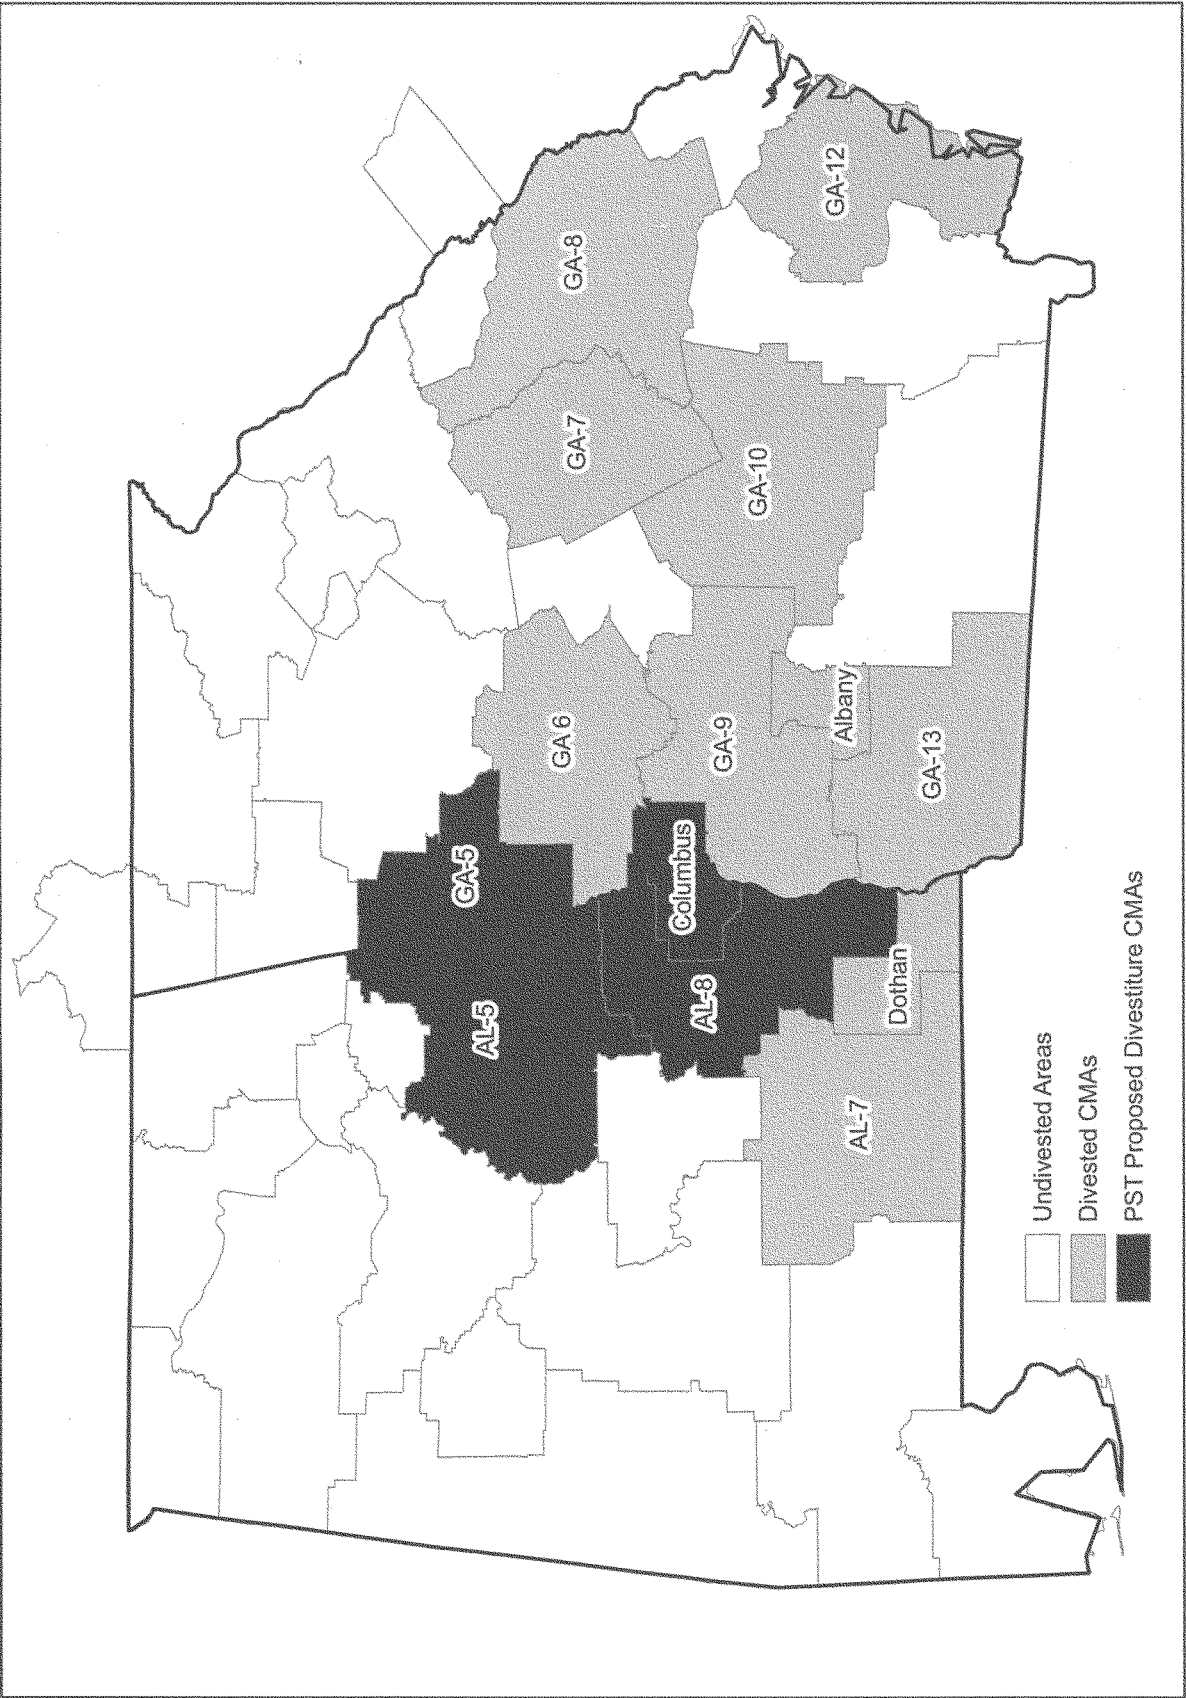 GA-5
AL-5
GA 6
GA-7
GA-8
Columbus
AL-8
GA-9
GA-10
GA-12
Albany
AL-7
Dothan
GA-13
Undivested Areas
Divested CMAs
PST Proposed Divestiture CMAs